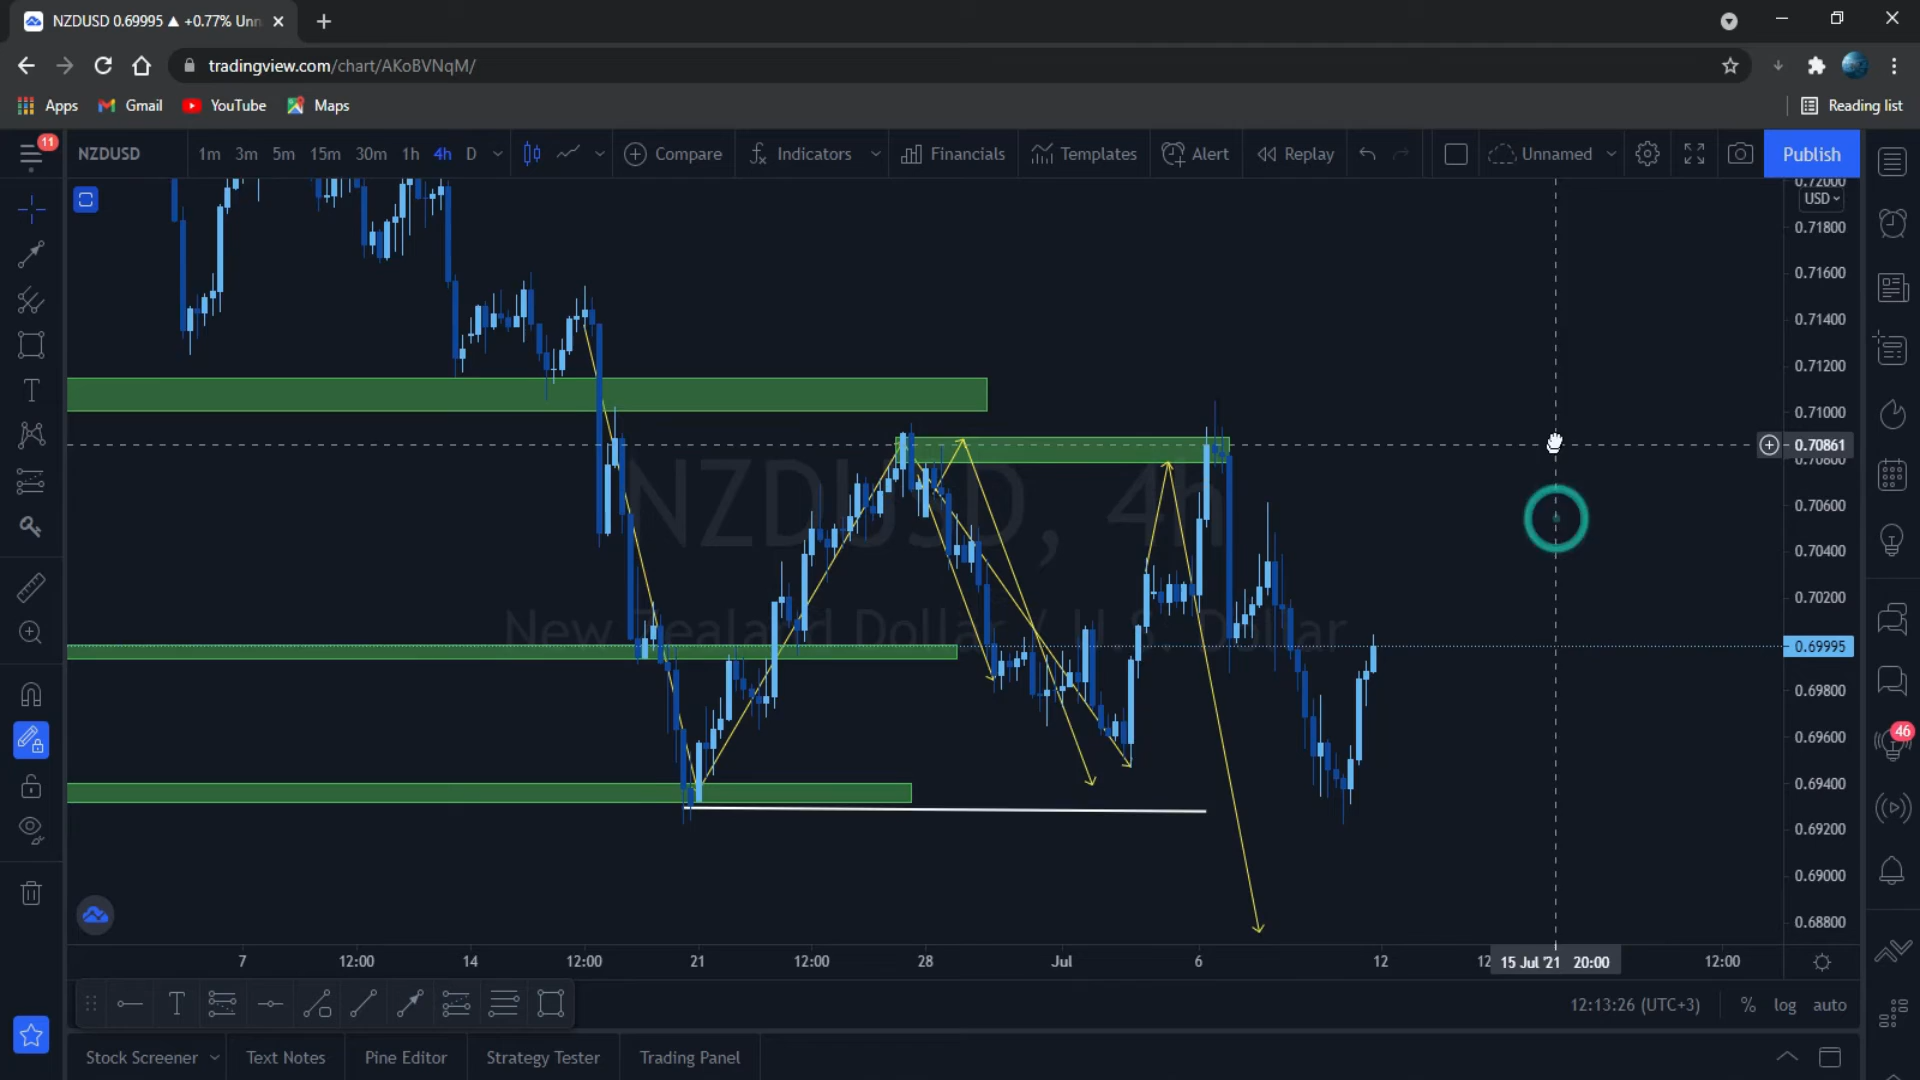 NZDUSD 0.69995 ▲ +0.77% Unn
tradingview.com/chart/AKoBVNqM/
Apps Gmail YouTube Maps Reading list
11 NZDUSD 1m 3m 5m 15m 30m 1h 4h D Compare Indicators Financials Templates Alert Replay Unnamed Publish
0.72000
USD
0.71800
0.71600
0.71400
0.71200
0.71000
0.70861
0.70800
0.70600
0.70400
0.70200
0.69995
0.69800
0.69600
0.69400
0.69200
0.69000
0.68800
NZDUSD, 4h
New Zealand Dollar / U.S. Dollar
46
7 12:00 14 12:00 21 12:00 28 Jul 6 12 12 15 Jul '21 20:00 12:00
12:13:26 (UTC+3) % log auto
Stock Screener Text Notes Pine Editor Strategy Tester Trading Panel